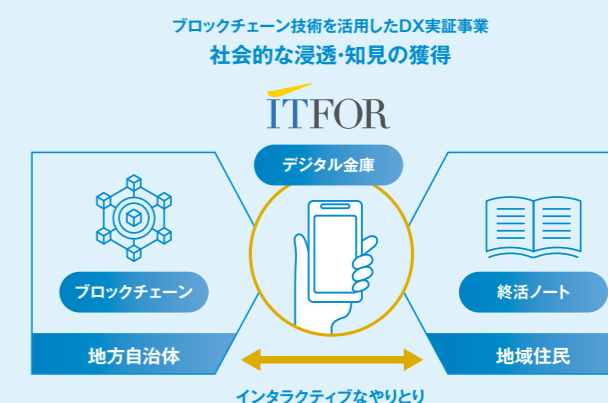 ブロックチェーン技術を活用したDX実証事業
社会的な浸透・知見の獲得
ITFOR
デジタル金庫
ブロックチェーン
終活ノート
地方自治体
地域住民
インタラクティブなやりとり